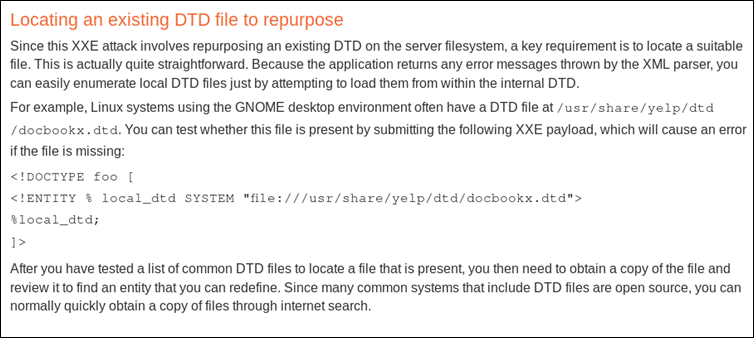 Locating an existing DTD file to repurpose
Since this XXE attack involves repurposing an existing DTD on the server filesystem, a key requirement is to locate a suitable
file. This is actually quite straightforward. Because the application returns any error messages thrown by the XML parser, you
can easily enumerate local DTD files just by attempting to load them from within the internal DTD.
For example, Linux systems using the GNOME desktop environment often have a DTD file at /usr/share/yelp/dtd
/docbookx.dtd. You can test whether this file is present by submitting the following XXE payload, which will cause an error
if the file is missing:
<!DOCTYPE foo [
<!ENTITY % local_dtd SYSTEM "file:///usr/share/yelp/dtd/docbookx.dtd">
%local_dtd;
]>
After you have tested a list of common DTD files to locate a file that is present, you then need to obtain a copy of the file and
review it to find an entity that you can redefine. Since many common systems that include DTD files are open source, you can
normally quickly obtain a copy of files through internet search.